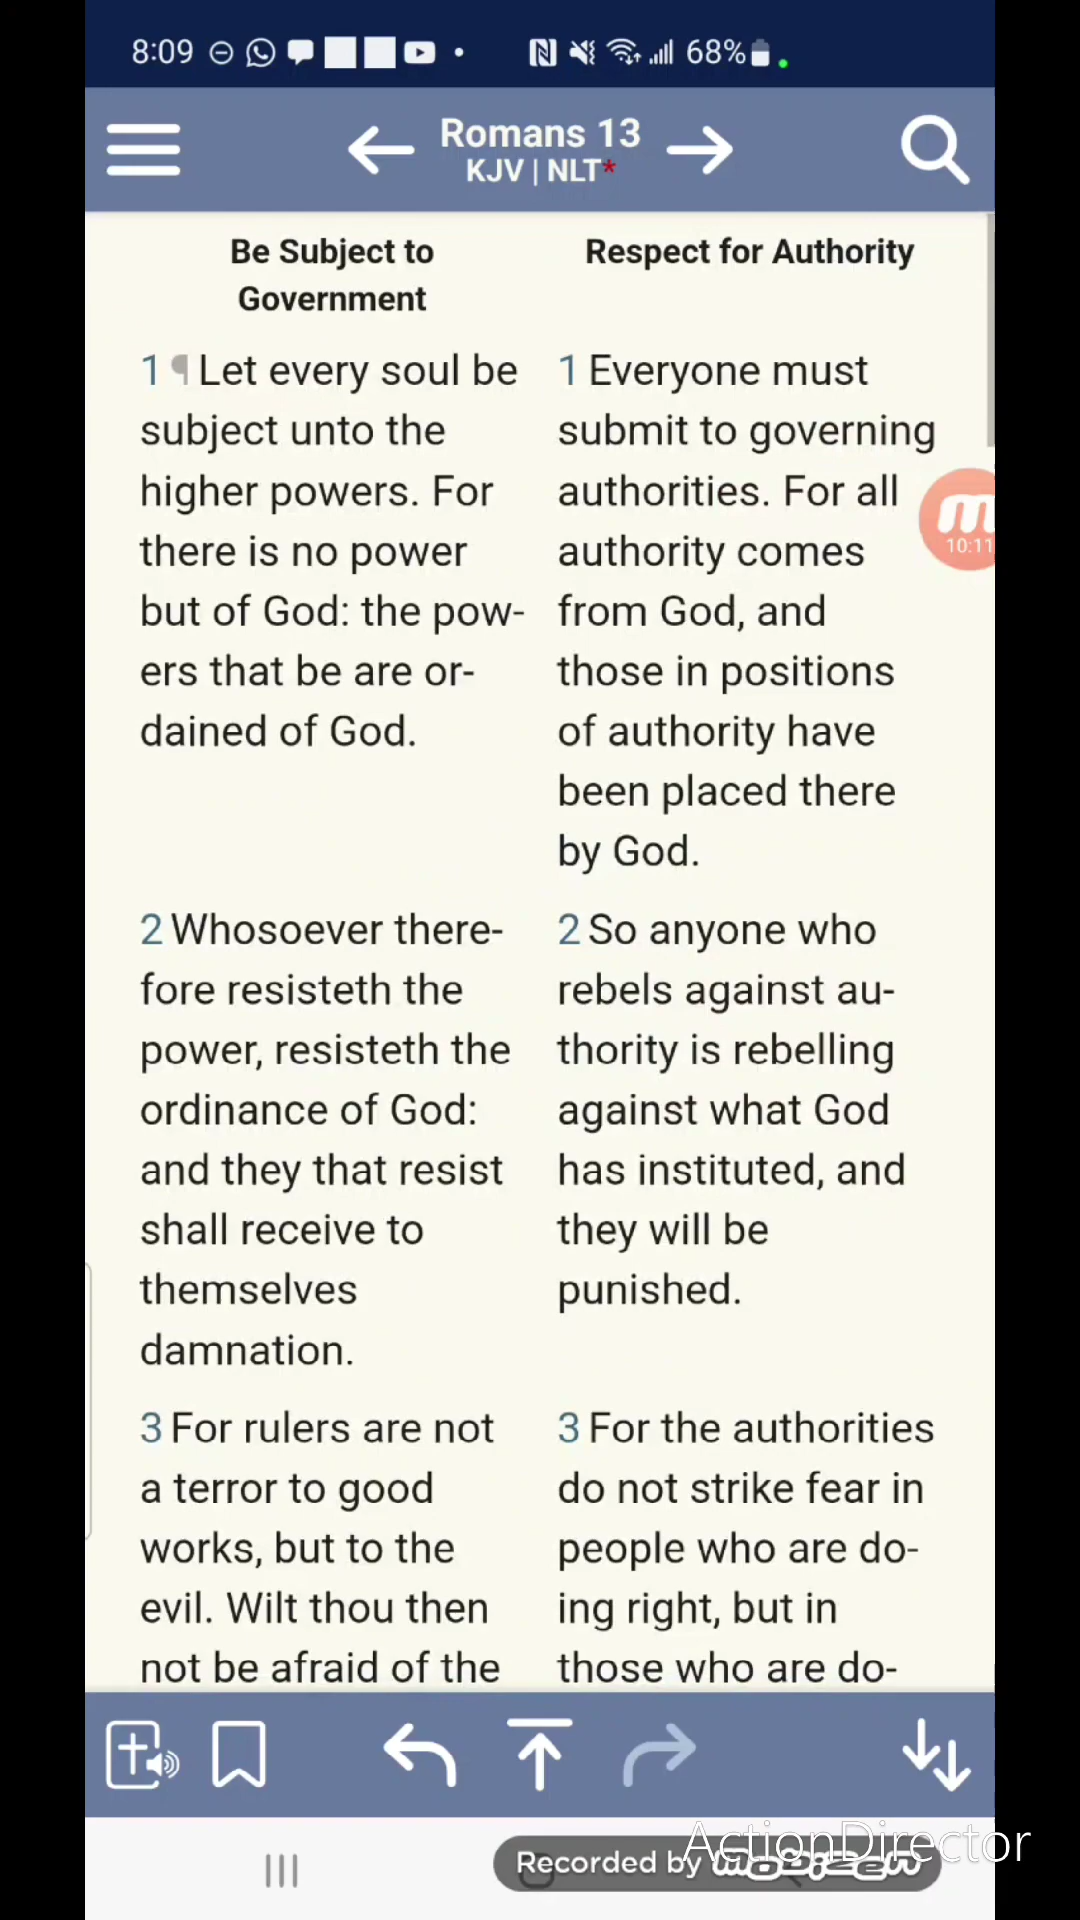 8:09 68%
Romans 13
KJV | NLT*
Be Subject to
Government
1 ¶ Let every soul be
subject unto the
higher powers. For
there is no power
but of God: the pow-
ers that be are or-
dained of God.
2 Whosoever there-
fore resisteth the
power, resisteth the
ordinance of God:
and they that resist
shall receive to
themselves
damnation.
3 For rulers are not
a terror to good
works, but to the
evil. Wilt thou then
not be afraid of the
Respect for Authority
1 Everyone must
submit to governing
authorities. For all
authority comes
from God, and
those in positions
of authority have
been placed there
by God.
2 So anyone who
rebels against au-
thority is rebelling
against what God
has instituted, and
they will be
punished.
3 For the authorities
do not strike fear in
people who are do-
ing right, but in
those who are do-
m
10:11
ActionDirector
Recorded by mobizen